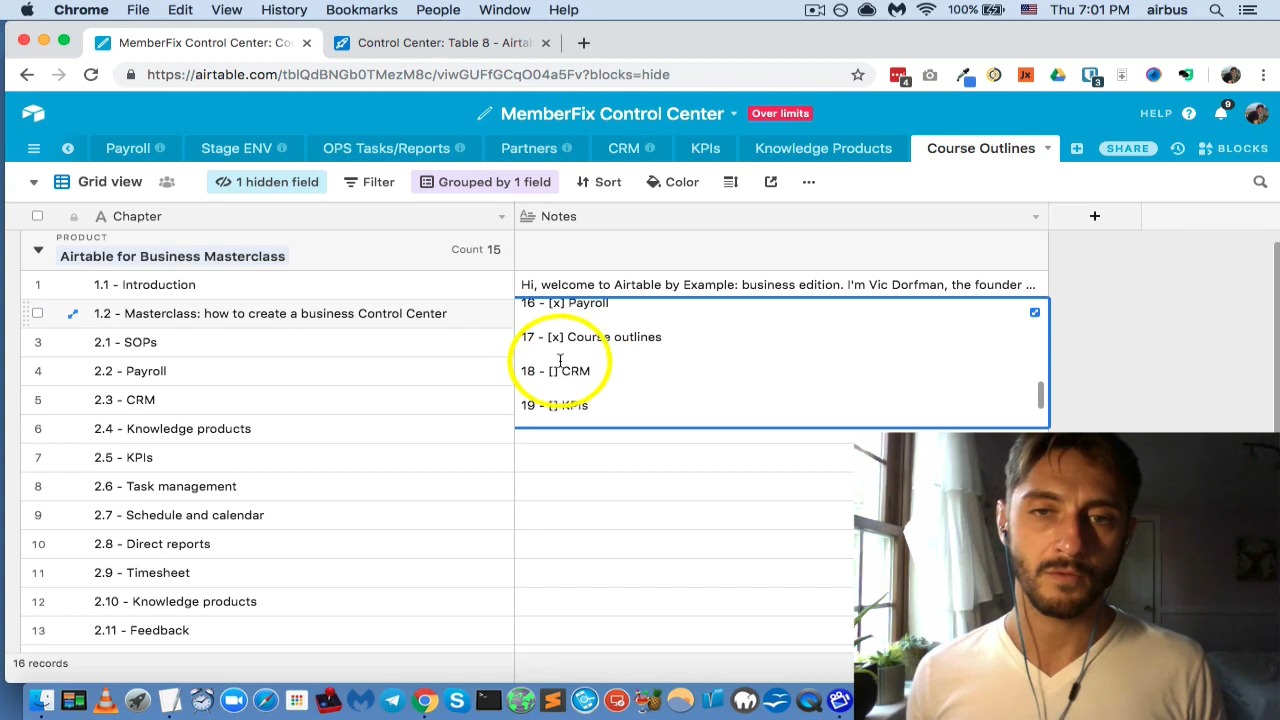 Chrome File Edit View History Bookmarks People Window Help 100% Thu 7:01 PM airbus
MemberFix Control Center: Co
Control Center: Table 8 - Airta
https://airtable.com/tblQdBNGb0TMezM8c/viwGUFfGCqO04a5Fv?blocks=hide
4
3
MemberFix Control Center
Over limits
HELP
9
Payroll
Stage ENV
OPS Tasks/Reports
Partners
CRM
KPIs
Knowledge Products
Course Outlines
SHARE
BLOCKS
Grid view
1 hidden field
Filter
Grouped by 1 field
Sort
Color
Chapter
Notes
PRODUCT
Airtable for Business Masterclass
Count 15
1 1.1 - Introduction
Hi, welcome to Airtable by Example: business edition. I'm Vic Dorfman, the founder ...
1.2 - Masterclass: how to create a business Control Center
16 - [x] Payroll
17 - [x] Course outlines
18 - [] CRM
19 - [] KPIs
3 2.1 - SOPs
4 2.2 - Payroll
5 2.3 - CRM
6 2.4 - Knowledge products
7 2.5 - KPIs
8 2.6 - Task management
9 2.7 - Schedule and calendar
10 2.8 - Direct reports
11 2.9 - Timesheet
12 2.10 - Knowledge products
13 2.11 - Feedback
16 records